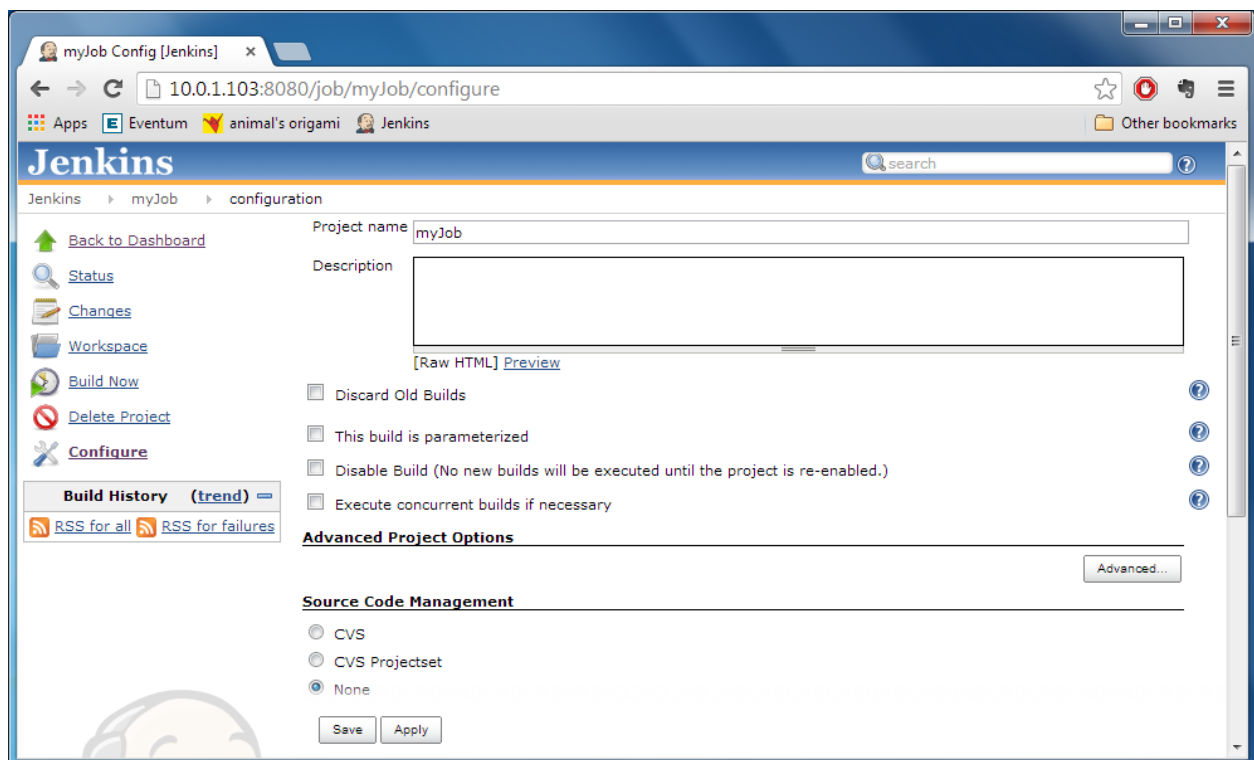 myJob Config [Jenkins]
10.0.1.103:8080/job/myJob/configure
Apps E Eventum animal's origami Jenkins Other bookmarks
Jenkins search
Jenkins myJob configuration
Back to Dashboard
Status
Changes
Workspace
Build Now
Delete Project
Configure
Build History (trend)
RSS for all RSS for failures
Project name myJob
Description
[Raw HTML] Preview
Discard Old Builds
This build is parameterized
Disable Build (No new builds will be executed until the project is re-enabled.)
Execute concurrent builds if necessary
Advanced Project Options
Advanced...
Source Code Management
CVS
CVS Projectset
None
Save Apply